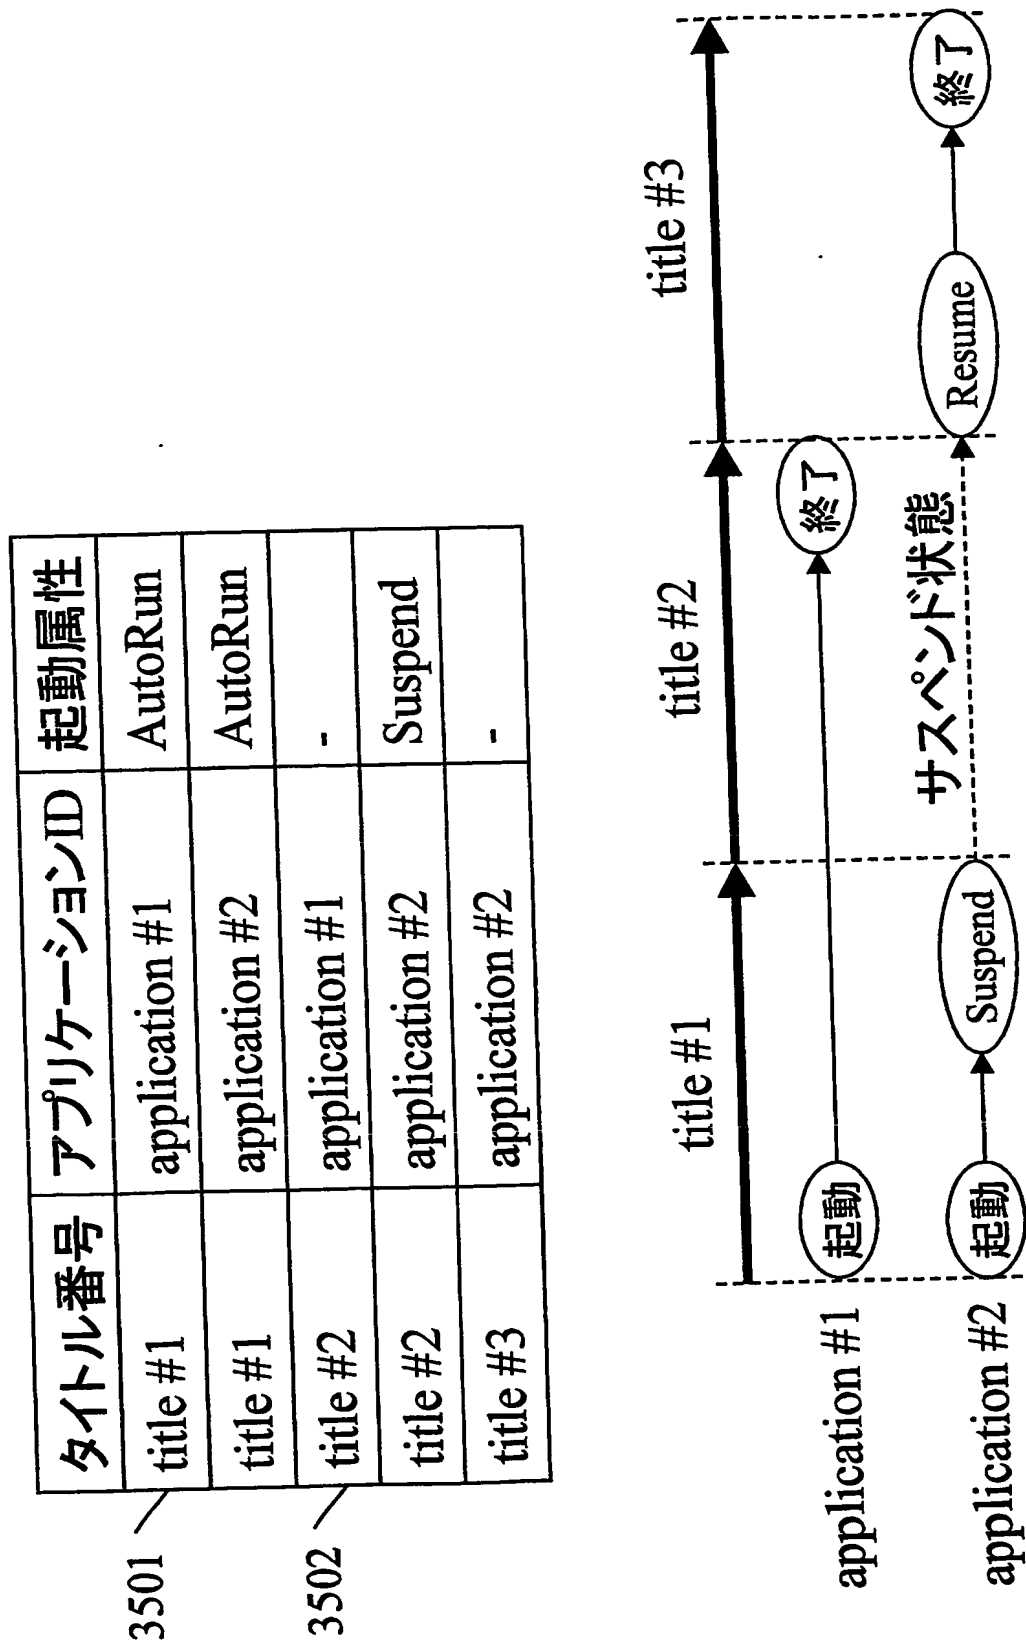 タイトル番号 アプリケーションID 起動属性
3501 title #1 application #1 AutoRun
title #1 application #2 AutoRun
3502 title #2 application #1 -
title #2 application #2 Suspend
title #3 application #2 -
title #1 title #2 title #3
application #1 起動 終了
サスペンド状態
application #2 起動 Suspend Resume 終了